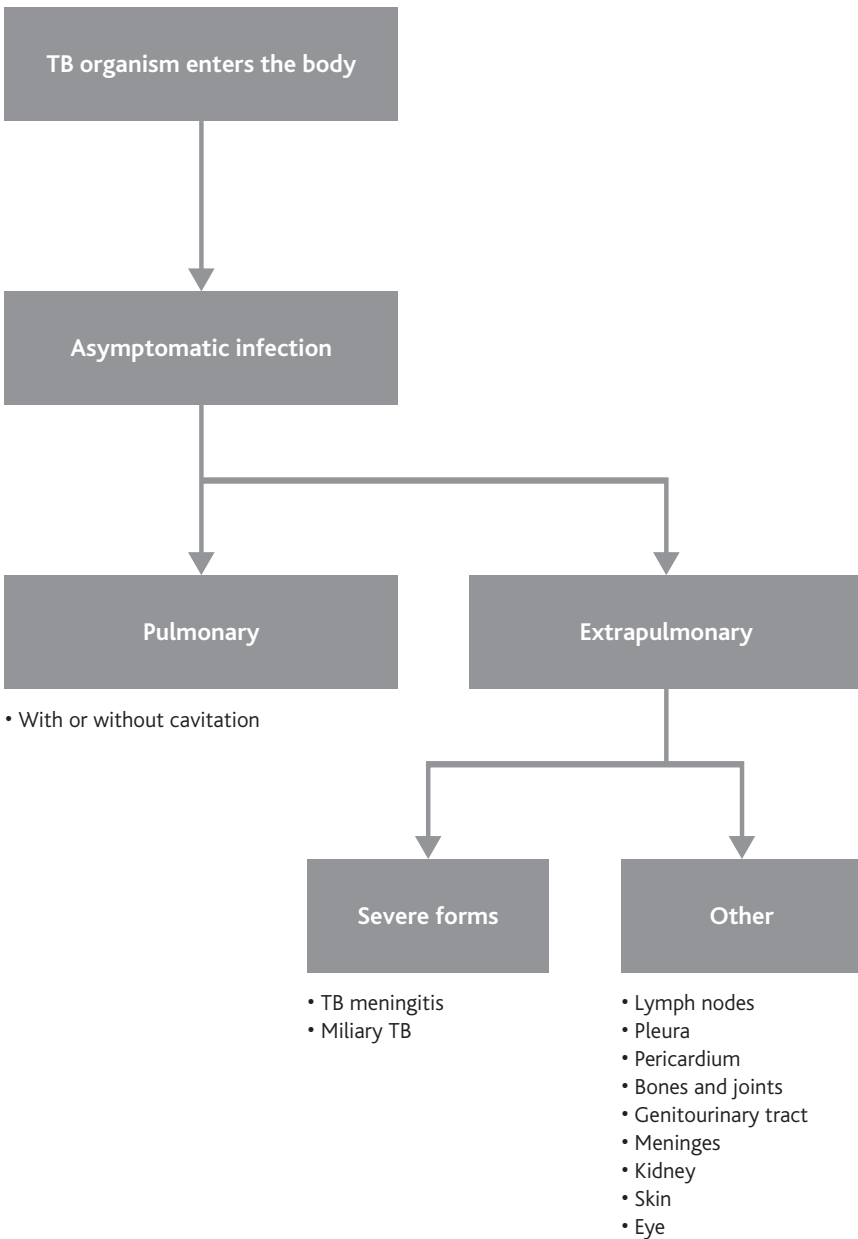 TB organism enters the body
Asymptomatic infection
Pulmonary
• With or without cavitation
Extrapulmonary
Severe forms
• TB meningitis
• Miliary TB
Other
• Lymph nodes
• Pleura
• Pericardium
• Bones and joints
• Genitourinary tract
• Meninges
• Kidney
• Skin
• Eye